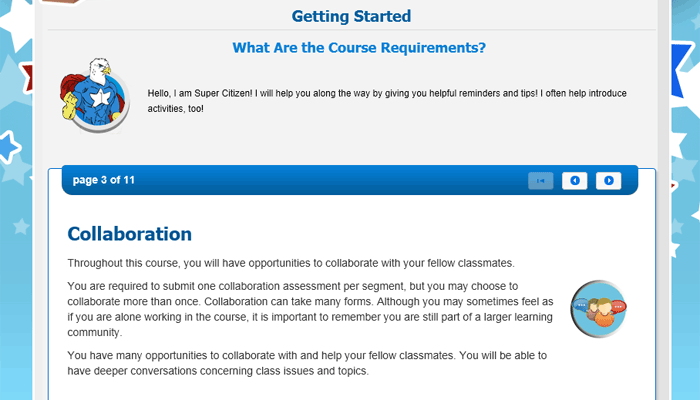 Getting Started
What Are the Course Requirements?
Hello, I am Super Citizen! I will help you along the way by giving you helpful reminders and tips! I often help introduce
activities, too!
page 3 of 11
Collaboration
Throughout this course, you will have opportunities to collaborate with your fellow classmates.
You are required to submit one collaboration assessment per segment, but you may choose to
collaborate more than once. Collaboration can take many forms. Although you may sometimes feel as
if you are alone working in the course, it is important to remember you are still part of a larger learning
community.
You have many opportunities to collaborate with and help your fellow classmates. You will be able to
have deeper conversations concerning class issues and topics.